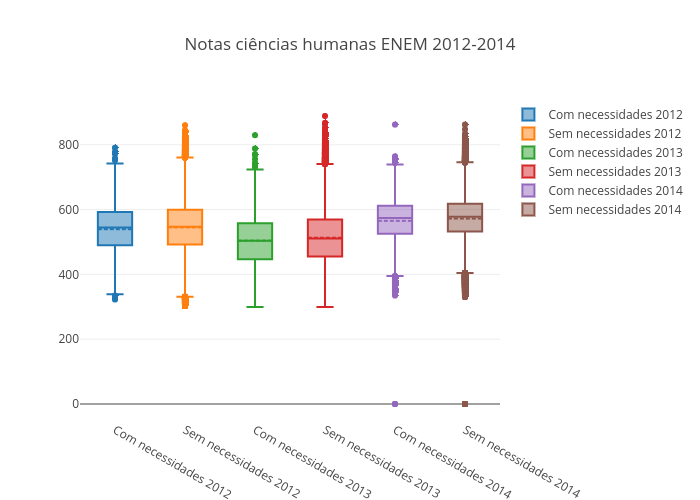 Notas ciências humanas ENEM 2012-2014
Com necessidades 2012
Sem necessidades 2012
Com necessidades 2013
Sem necessidades 2013
Com necessidades 2014
Sem necessidades 2014
800
600
400
200
0
Com necessidades 2012
Sem necessidades 2012
Com necessidades 2013
Sem necessidades 2013
Com necessidades 2014
Sem necessidades 2014